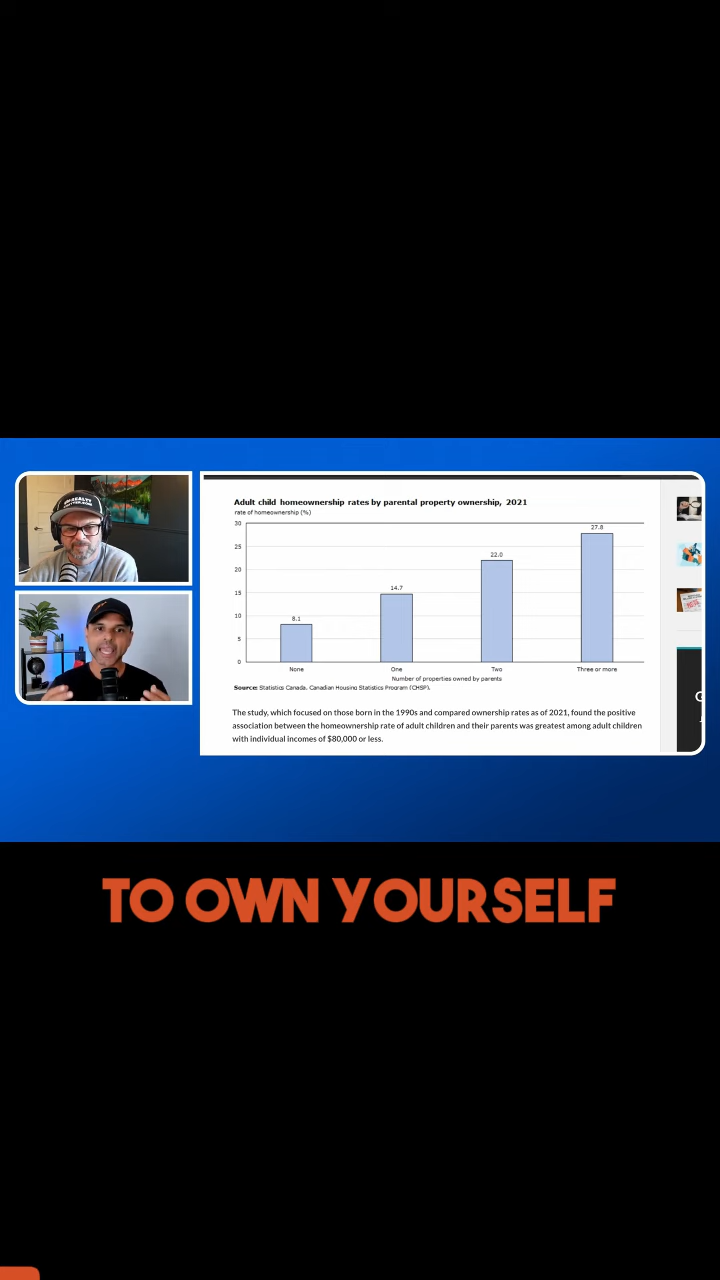 Adult child homeownership rates by parental property ownership, 2021
rate of homeownership (%)
30
25
20
15
10
5
0
8.1
14.7
22.0
27.8
None
One
Two
Three or more
Number of properties owned by parents
Source: Statistics Canada, Canadian Housing Statistics Program (CHSP).
The study, which focused on those born in the 1990s and compared ownership rates as of 2021, found the positive
association between the homeownership rate of adult children and their parents was greatest among adult children
with individual incomes of $80,000 or less.
TO OWN YOURSELF